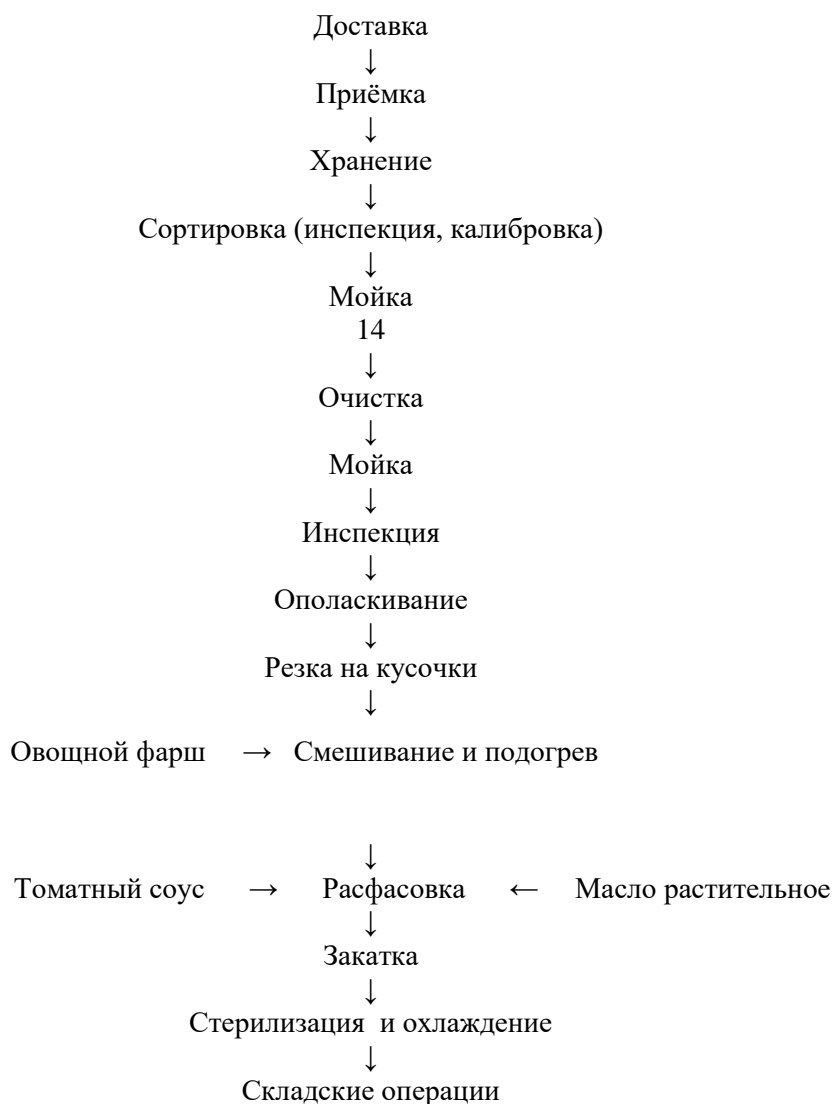 Доставка
↓
Приёмка
↓
Хранение
↓
Сортировка (инспекция, калибровка)
↓
Мойка
14
↓
Очистка
↓
Мойка
↓
Инспекция
↓
Ополаскивание
↓
Резка на кусочки
↓
Овощной фарш → Смешивание и подогрев
↓
Томатный соус → Расфасовка ← Масло растительное
↓
Закатка
↓
Стерилизация и охлаждение
↓
Складские операции